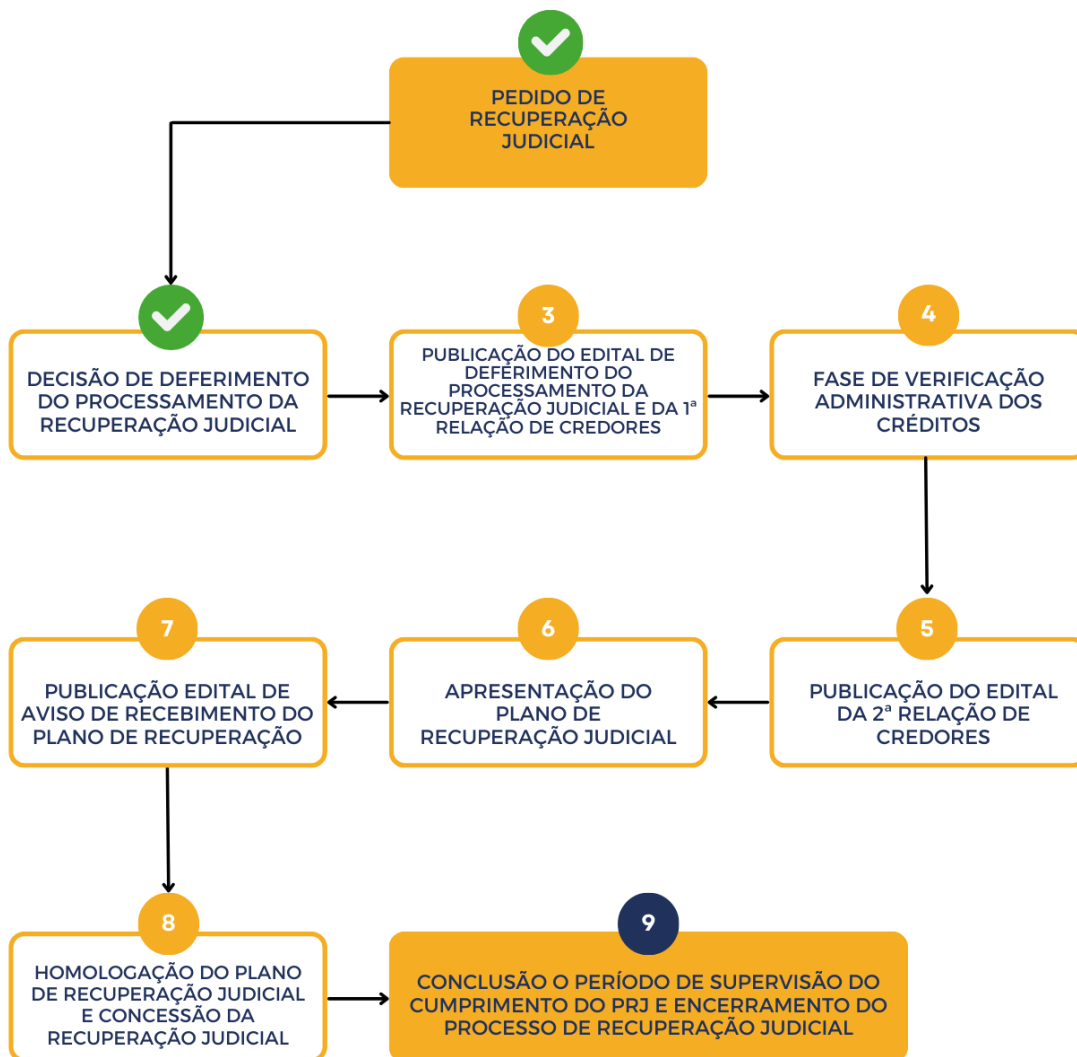 PEDIDO DE
RECUPERAÇÃO
JUDICIAL
DECISÃO DE DEFERIMENTO
DO PROCESSAMENTO DA
RECUPERAÇÃO JUDICIAL
3
PUBLICAÇÃO DO EDITAL DE
DEFERIMENTO DO
PROCESSAMENTO DA
RECUPERAÇÃO JUDICIAL E DA 1ª
RELAÇÃO DE CREDORES
4
FASE DE VERIFICAÇÃO
ADMINISTRATIVA DOS
CRÉDITOS
5
PUBLICAÇÃO DO EDITAL
DA 2ª RELAÇÃO DE
CREDORES
6
APRESENTAÇÃO DO
PLANO DE
RECUPERAÇÃO JUDICIAL
7
PUBLICAÇÃO EDITAL DE
AVISO DE RECEBIMENTO DO
PLANO DE RECUPERAÇÃO
8
HOMOLOGAÇÃO DO PLANO
DE RECUPERAÇÃO JUDICIAL
E CONCESSÃO DA
RECUPERAÇÃO JUDICIAL
9
CONCLUSÃO O PERÍODO DE SUPERVISÃO DO
CUMPRIMENTO DO PRJ E ENCERRAMENTO DO
PROCESSO DE RECUPERAÇÃO JUDICIAL